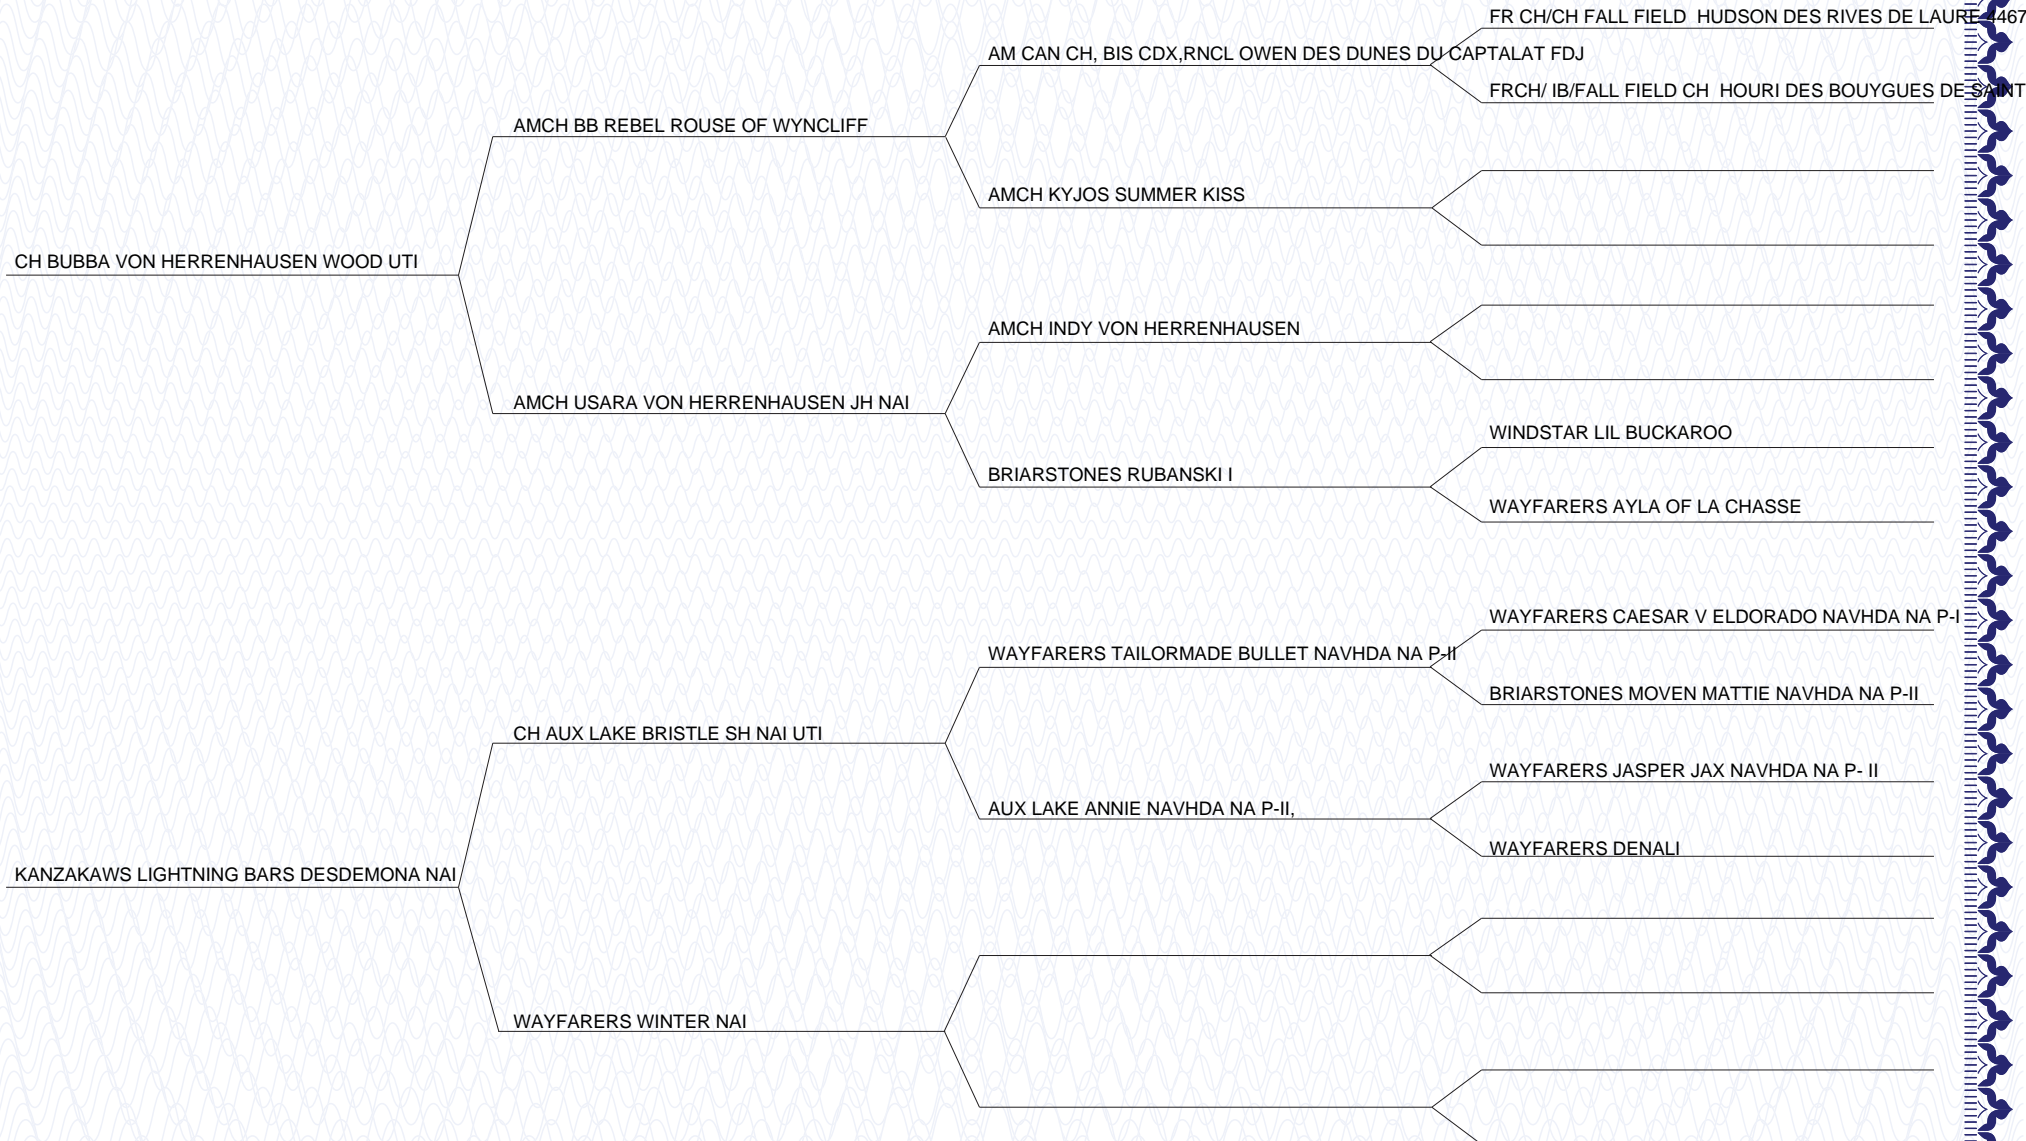 FR CH/CH FALL FIELD  HUDSON DES RIVES DE LAURE 4467
AM CAN CH, BIS CDX,RNCL OWEN DES DUNES DU CAPTALAT FDJ
FRCH/ IB/FALL FIELD CH  HOURI DES BOUYGUES DE SAINT
AMCH BB REBEL ROUSE OF WYNCLIFF
AMCH KYJOS SUMMER KISS
CH BUBBA VON HERRENHAUSEN WOOD UTI
AMCH INDY VON HERRENHAUSEN
AMCH USARA VON HERRENHAUSEN JH NAI
WINDSTAR LIL BUCKAROO
BRIARSTONES RUBANSKI I
WAYFARERS AYLA OF LA CHASSE
WAYFARERS CAESAR V ELDORADO NAVHDA NA P-I
WAYFARERS TAILORMADE BULLET NAVHDA NA P-II
BRIARSTONES MOVEN MATTIE NAVHDA NA P-II
CH AUX LAKE BRISTLE SH NAI UTI
WAYFARERS JASPER JAX NAVHDA NA P- II
AUX LAKE ANNIE NAVHDA NA P-II,
WAYFARERS DENALI
KANZAKAWS LIGHTNING BARS DESDEMONA NAI
WAYFARERS WINTER NAI